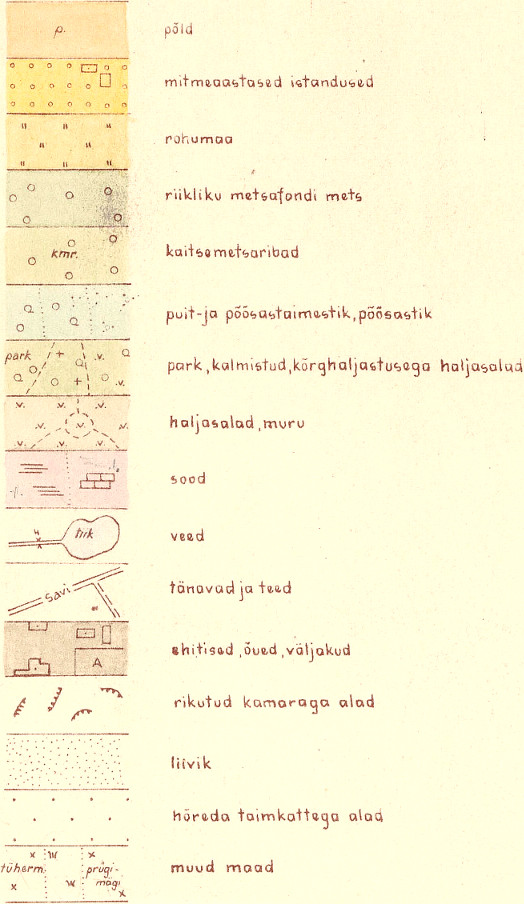 p. põld
mitmeaastased istandused
rohumaa
riikliku metsafondi mets
kmr. kaitsemetsaribad
puit-ja põõsastaimestik, põõsastik
park park, kalmistud, kõrghaljastusega haljasalad
haljasalad, muru
sood
tiik veed
Savi tänavad ja teed
A ehitised, õued, väljakud
rikutud kamaraga alad
liivik
hõreda taimkattega alad
tüherm. prügi- muud maad
mägi